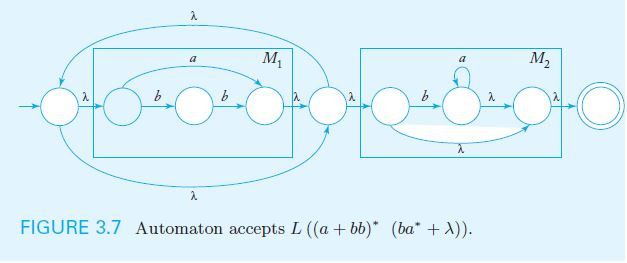 λ
a M₁ a M₂
λ b b λ λ b λ λ
λ
λ
FIGURE 3.7 Automaton accepts L ((a + bb)* (ba* + λ)).